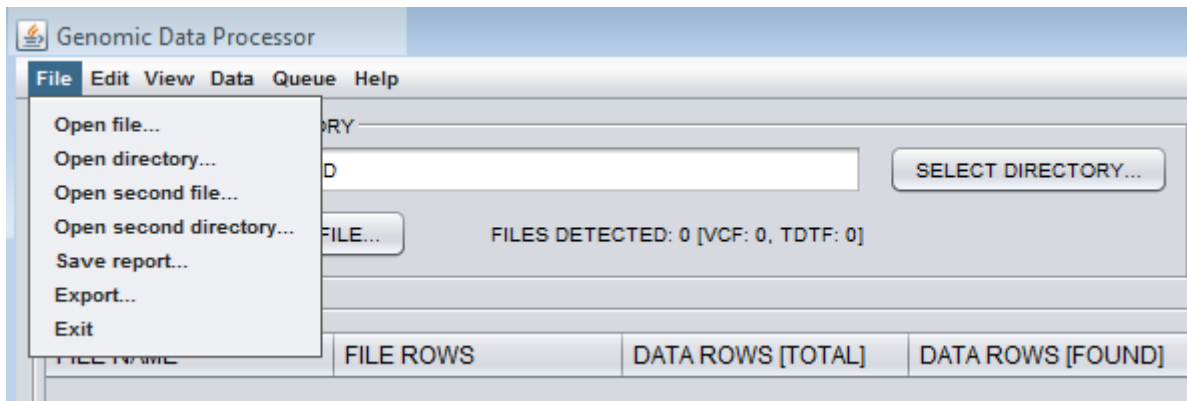 Genomic Data Processor
File Edit View Data Queue Help
Open file...
Open directory...
Open second file...
Open second directory...
Save report...
Export...
Exit
SELECT DIRECTORY...
FILES DETECTED: 0 [VCF: 0, TDTF: 0]
FILE NAME FILE ROWS DATA ROWS [TOTAL] DATA ROWS [FOUND]